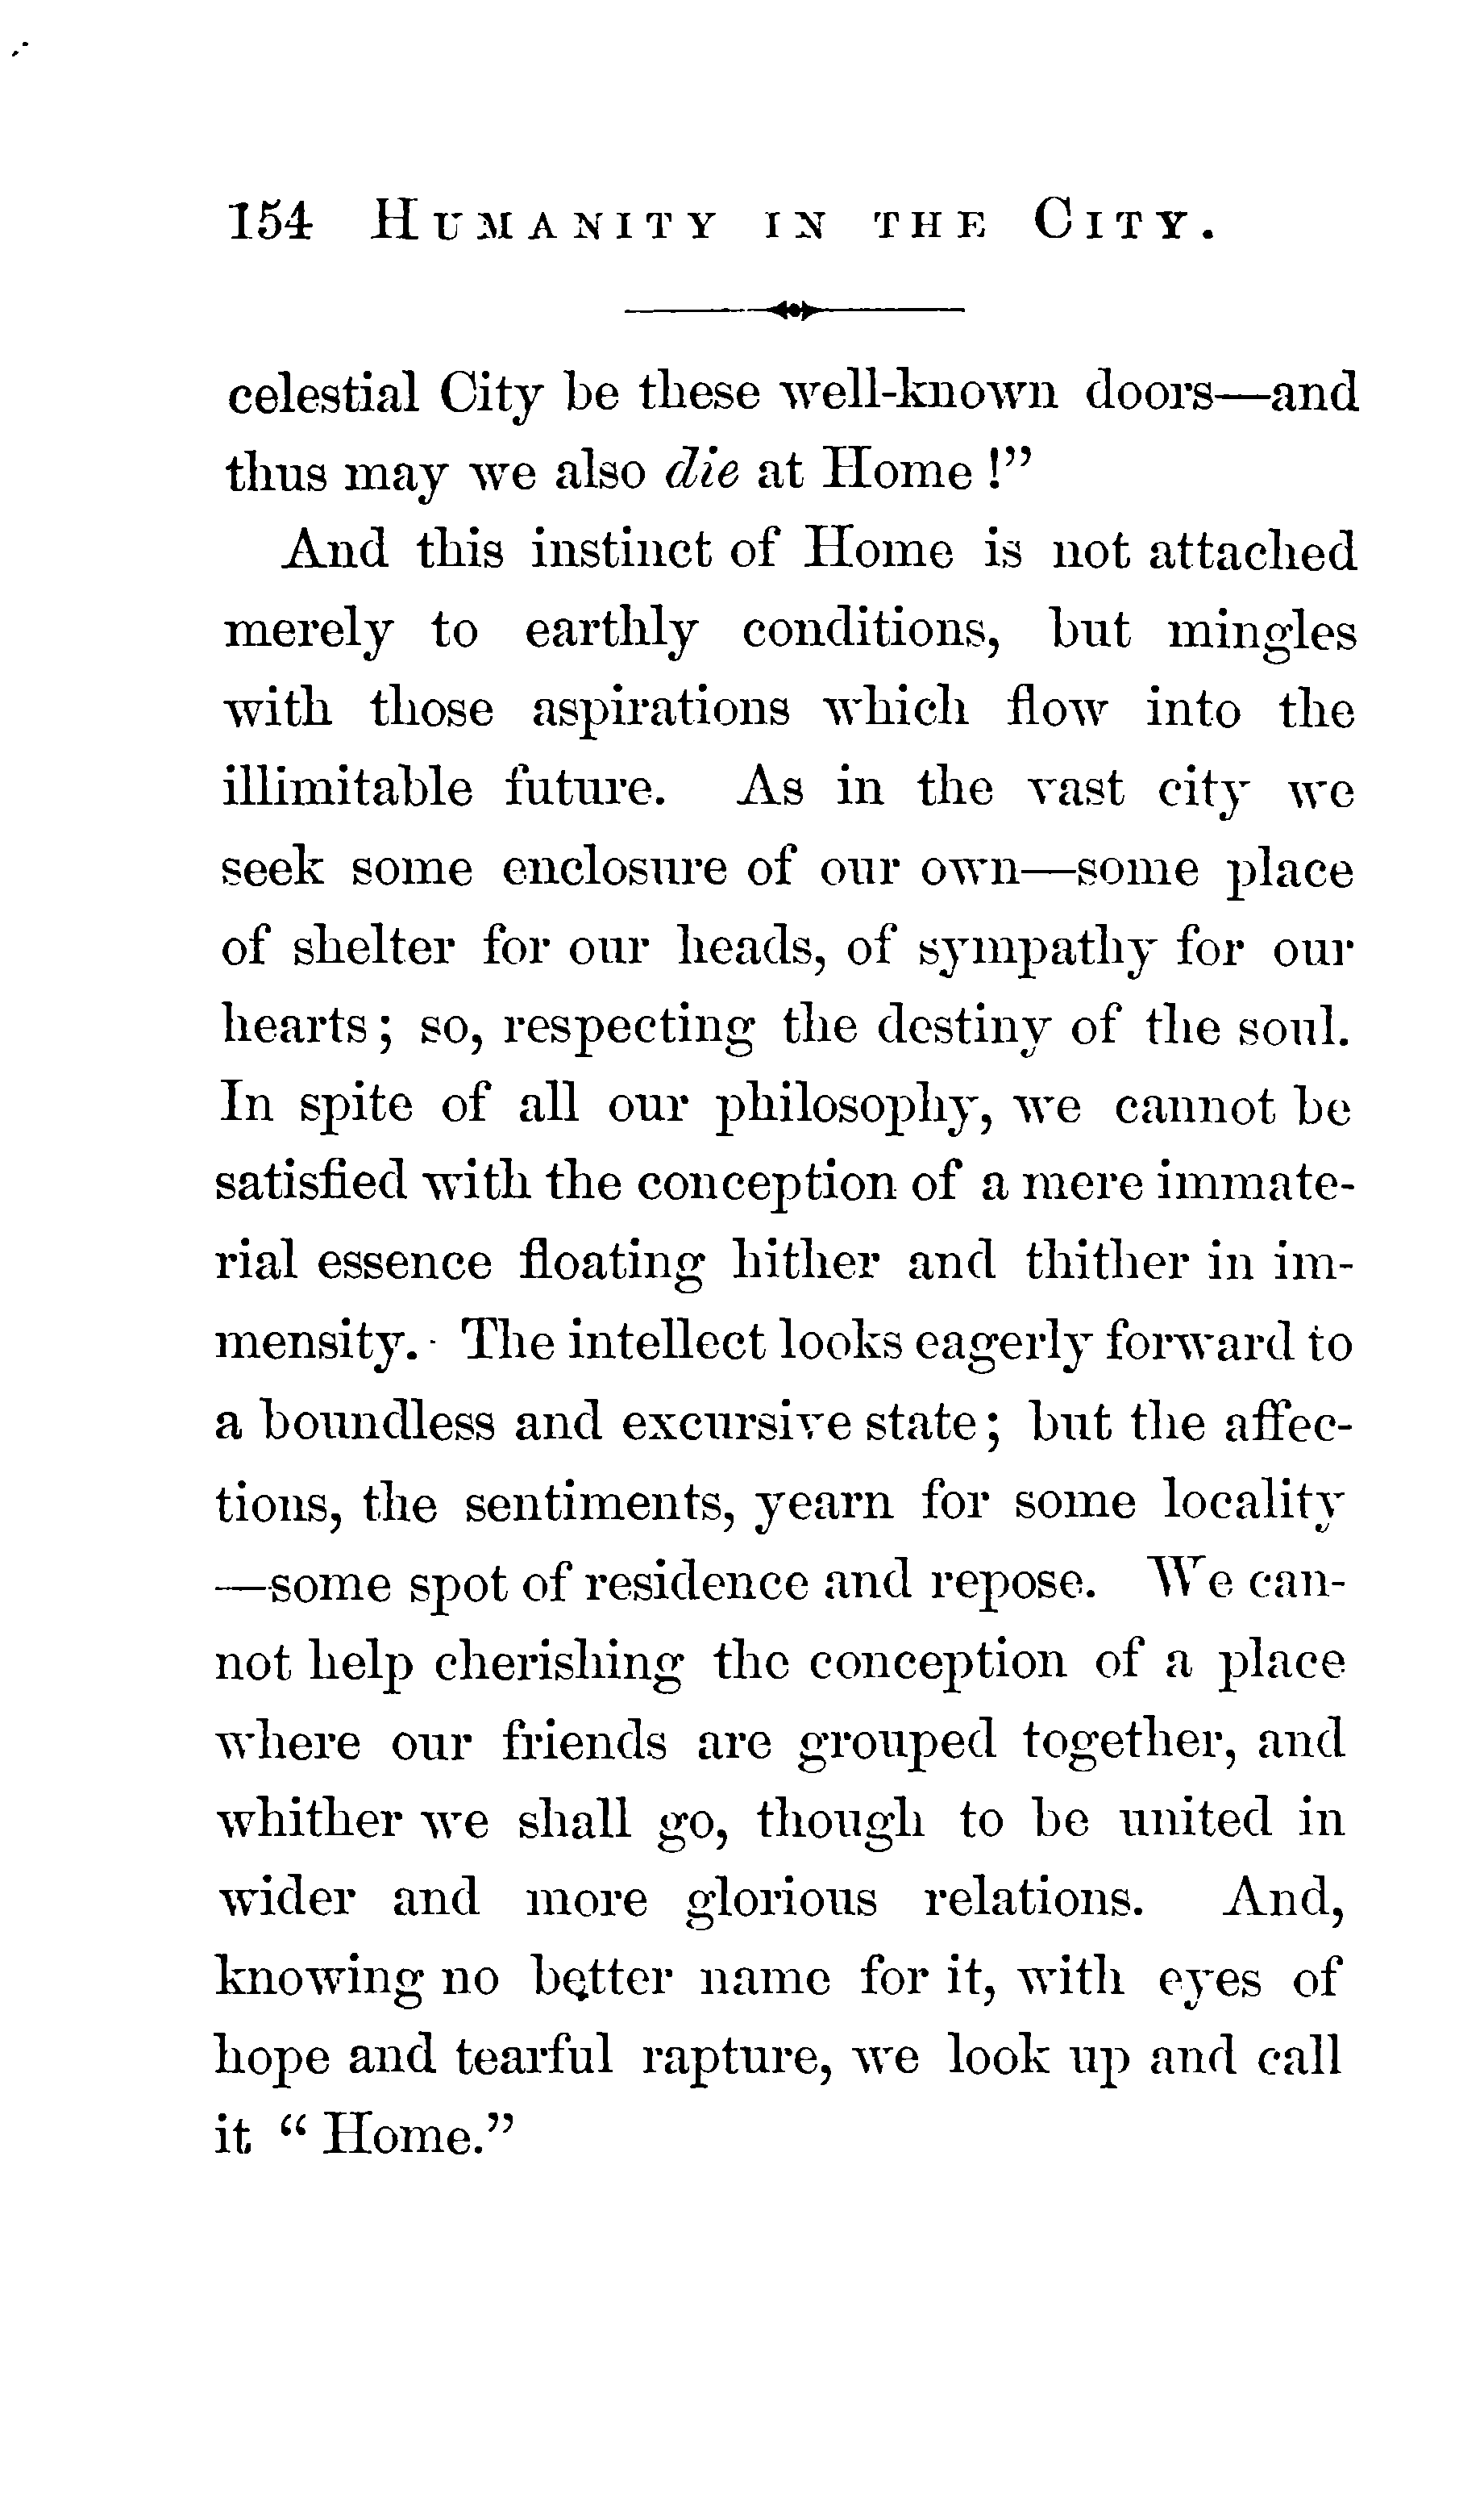 154 HUMANITY IN THE CITY.
celestial City be these well-known doors—and
thus may we also die at Home !”
And this instinct of Home is not attached
merely to earthly conditions, but mingles
with those aspirations which flow into the
illimitable future. As in the vast city we
seek some enclosure of our own—some place
of shelter for our heads, of sympathy for our
hearts; so, respecting the destiny of the soul.
In spite of all our philosophy, we cannot be
satisfied with the conception of a mere immate-
rial essence floating hither and thither in im-
mensity. The intellect looks eagerly forward to
a boundless and excursive state; but the affec-
tions, the sentiments, yearn for some locality
—some spot of residence and repose. We can-
not help cherishing the conception of a place
where our friends are grouped together, and
whither we shall go, though to be united in
wider and more glorious relations. And,
knowing no better name for it, with eyes of
hope and tearful rapture, we look up and call
it “ Home.”